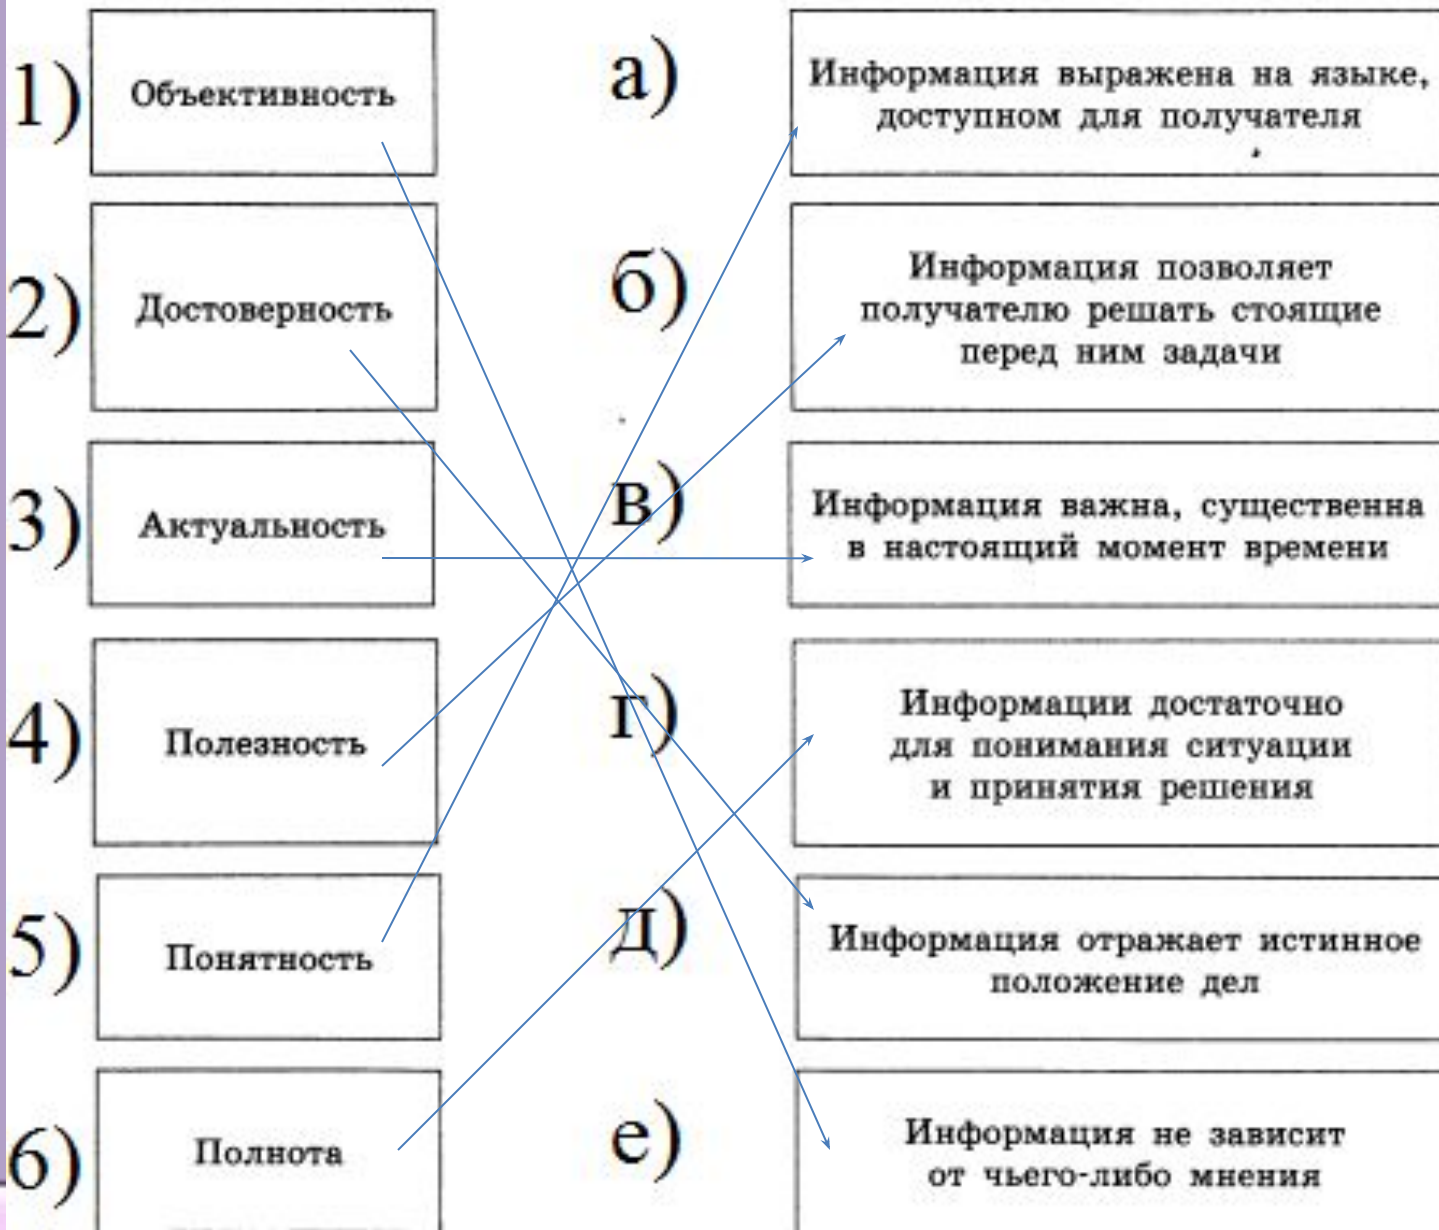 1)
Объективность
а)
Информация выражена на языке,
доступном для получателя
2)
Достоверность
б)
Информация позволяет
получателю решать стоящие
перед ним задачи
3)
Актуальность
в)
Информация важна, существенна
в настоящий момент времени
4)
Полезность
г)
Информации достаточно
для понимания ситуации
и принятия решения
5)
Понятность
д)
Информация отражает истинное
положение дел
6)
Полнота
е)
Информация не зависит
от чьего-либо мнения